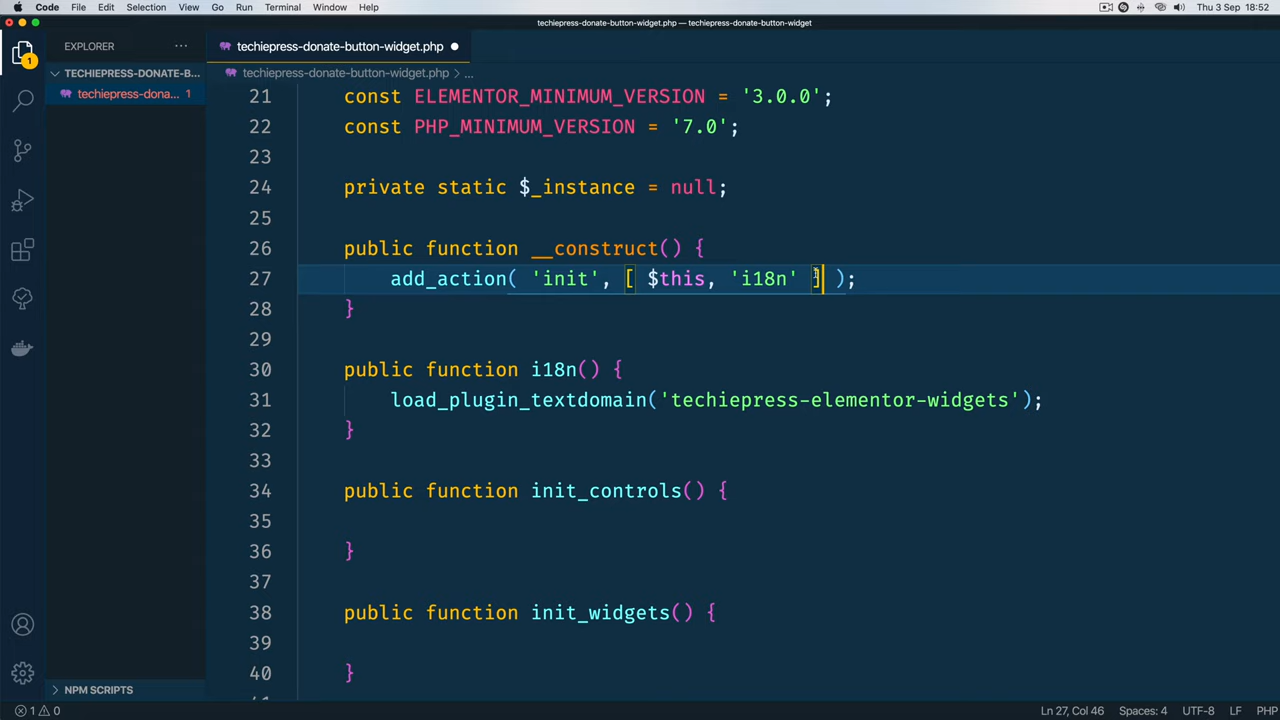 Code File Edit Selection View Go Run Terminal Window Help Thu 3 Sep 18:52
techiepress-donate-button-widget.php — techiepress-donate-button-widget
EXPLORER
techiepress-donate-button-widget.php
1
TECHIEPRESS-DONATE-B...
techiepress-donate-button-widget.php > ...
techiepress-dona... 1
21 const ELEMENTOR_MINIMUM_VERSION = '3.0.0';
22 const PHP_MINIMUM_VERSION = '7.0';
23
24 private static $_instance = null;
25
26 public function __construct() {
27 add_action( 'init', [ $this, 'i18n' ] );
28 }
29
30 public function i18n() {
31 load_plugin_textdomain('techiepress-elementor-widgets');
32 }
33
34 public function init_controls() {
35
36 }
37
38 public function init_widgets() {
39
40 }
NPM SCRIPTS
1 0 Ln 27, Col 46 Spaces: 4 UTF-8 LF PHP